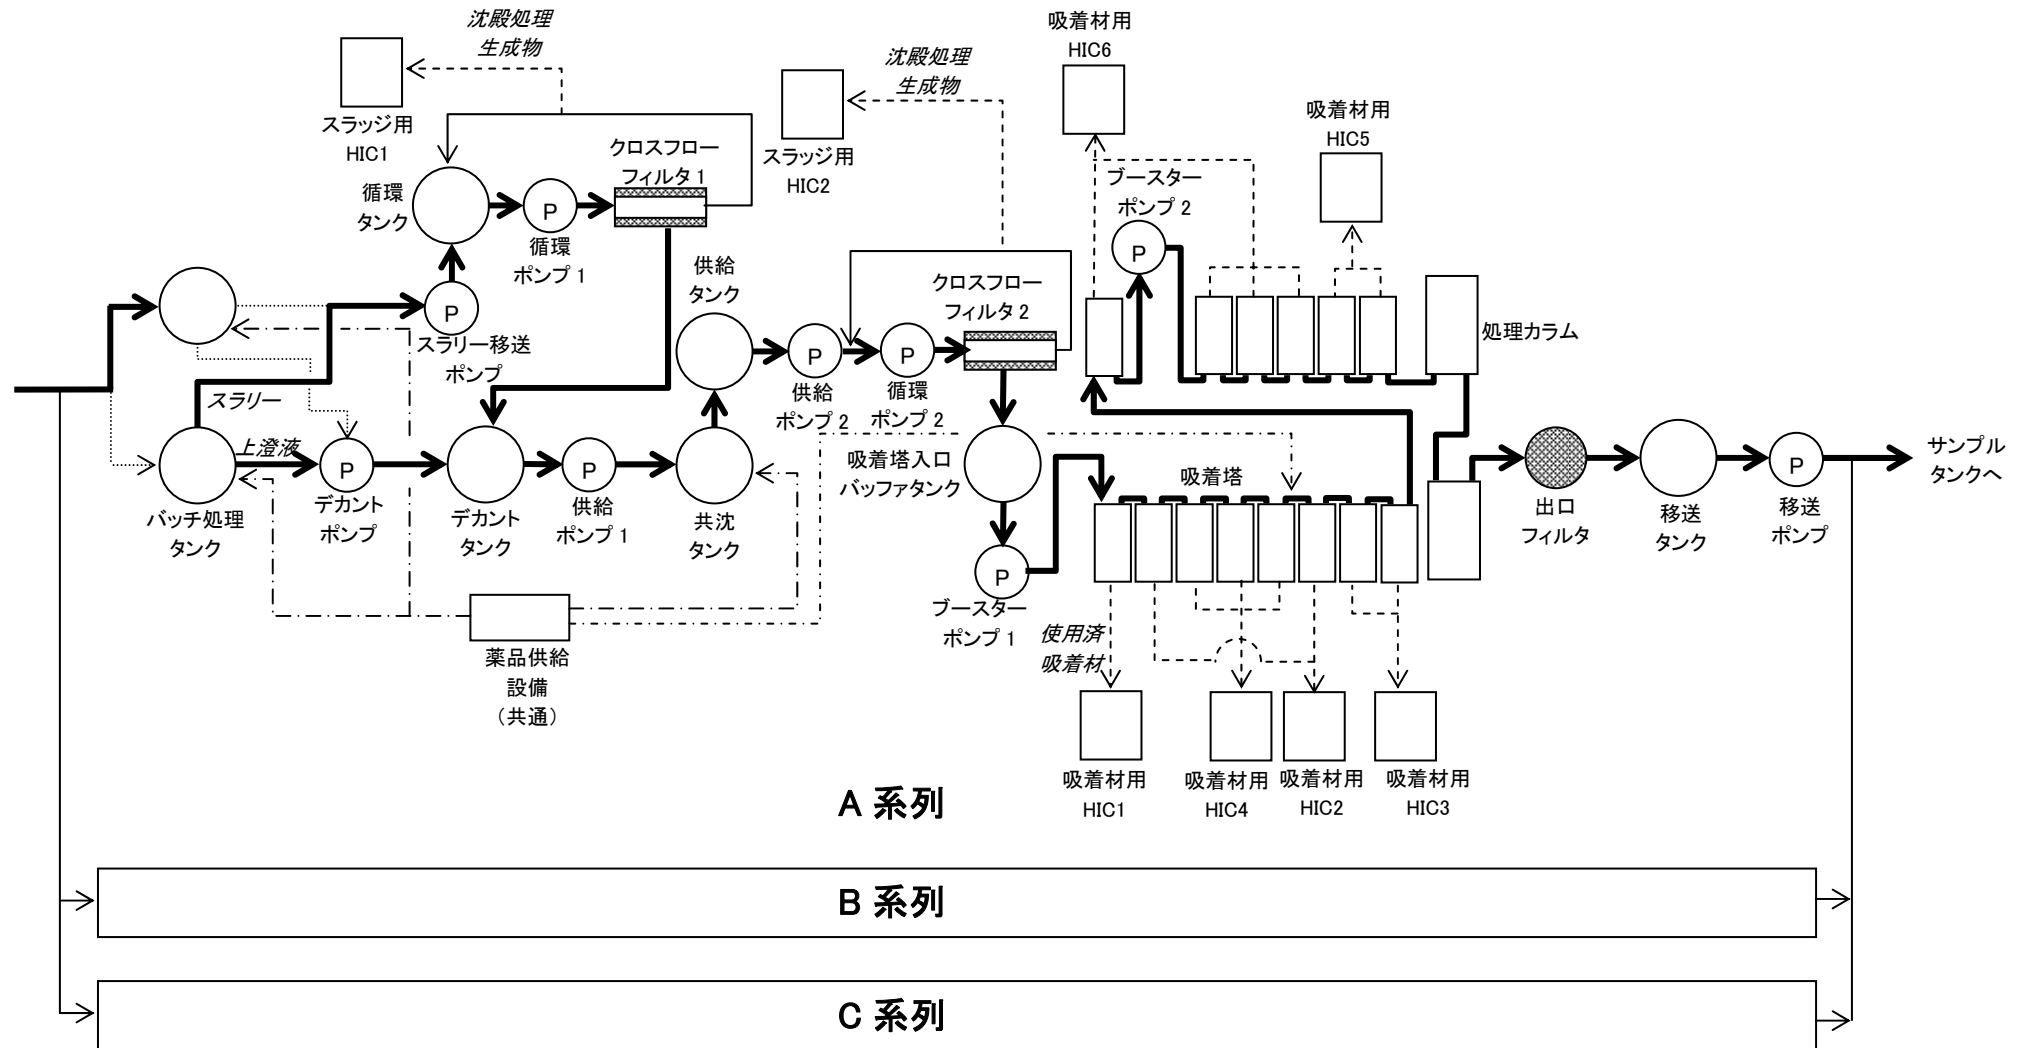 沈殿処理
生成物
スラッジ用
HIC1
循環
タンク
P
循環
ポンプ 1
クロスフロー
フィルタ 1
沈殿処理
生成物
スラッジ用
HIC2
吸着材用
HIC6
吸着材用
HIC5
ブースター
ポンプ 2
P
処理カラム
P
スラリー移送
ポンプ
供給
タンク
P
供給
ポンプ 2
P
循環
ポンプ 2
クロスフロー
フィルタ 2
スラリー
上澄液
バッチ処理
タンク
P
デカント
ポンプ
デカント
タンク
P
供給
ポンプ 1
共沈
タンク
吸着塔入口
バッファタンク
P
ブースター
ポンプ 1
吸着塔
出口
フィルタ
移送
タンク
P
移送
ポンプ
サンプル
タンクへ
薬品供給
設備
（共通）
使用済
吸着材
吸着材用
HIC1
吸着材用
HIC4
吸着材用
HIC2
吸着材用
HIC3
A 系列
B 系列
C 系列